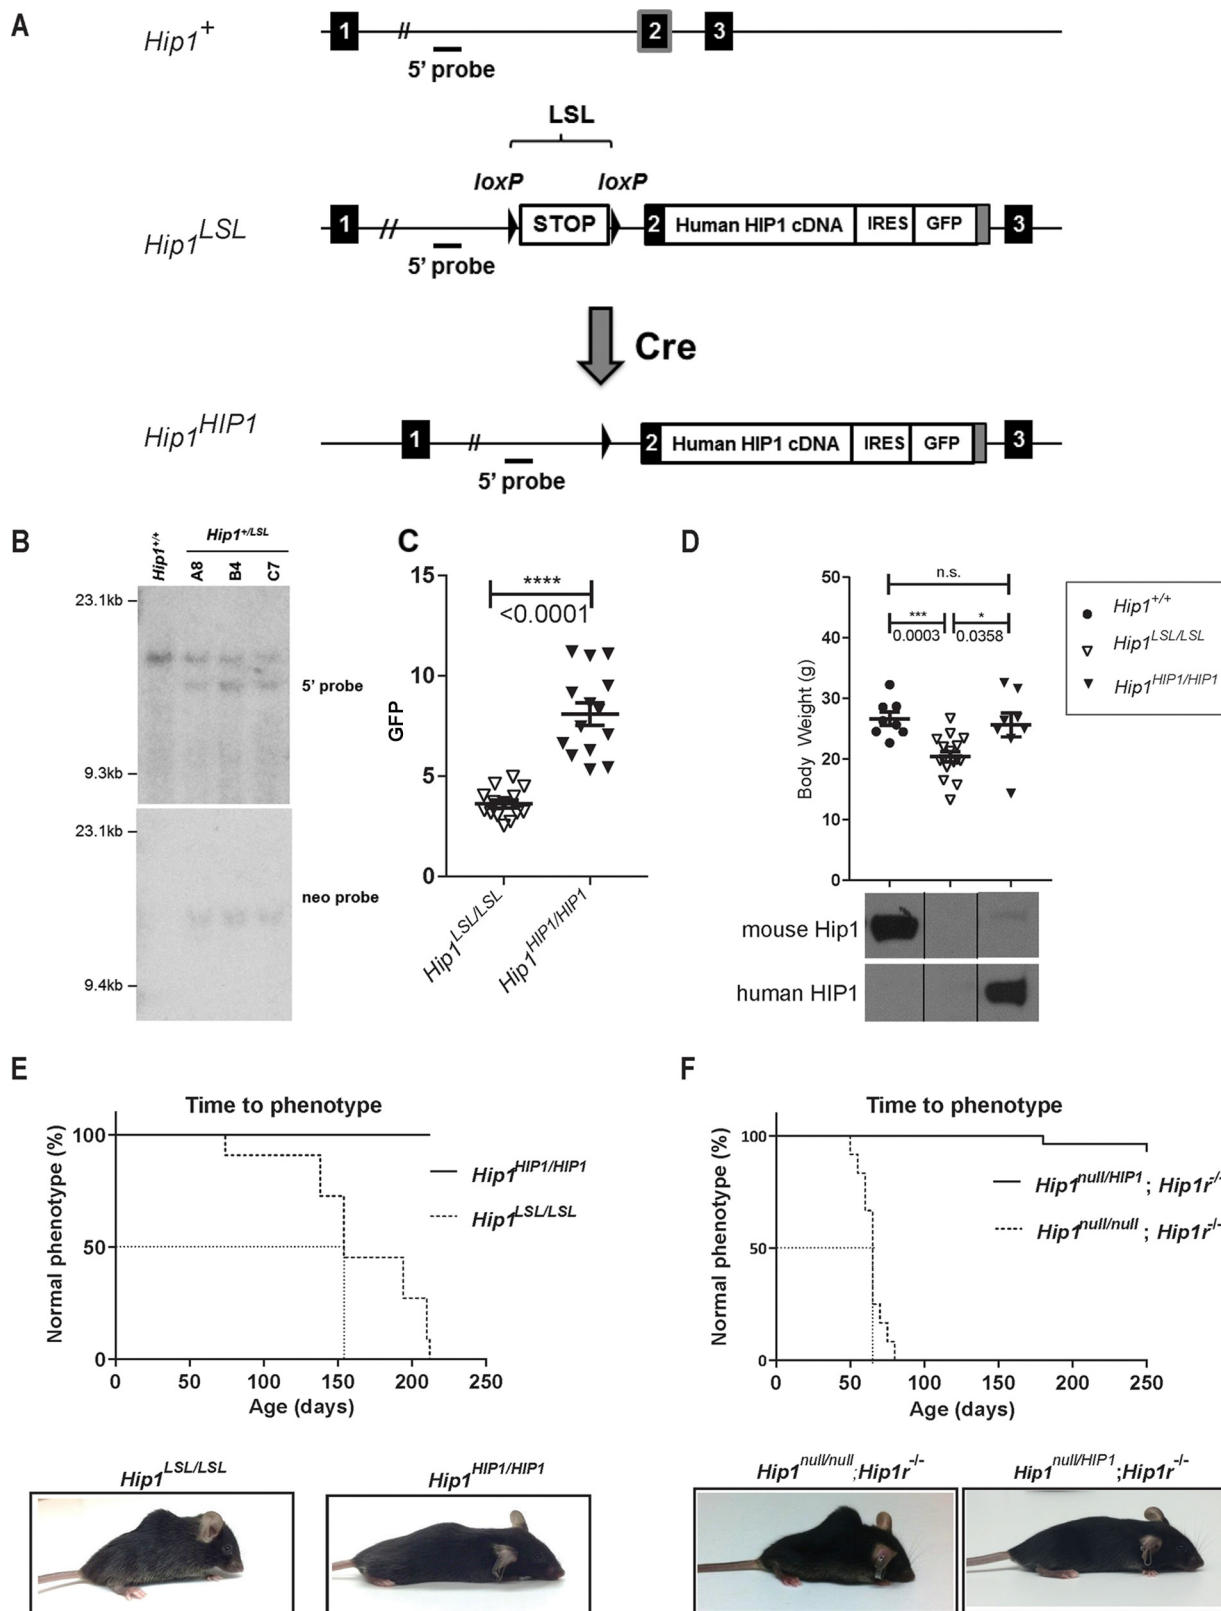 A
Hip1+
1
//
2
3
5’ probe
LSL
loxP
loxP
Hip1LSL
1
//
STOP
2
Human HIP1 cDNA
IRES
GFP
3
5’ probe
Cre
Hip1HIP1
1
//
2
Human HIP1 cDNA
IRES
GFP
3
5’ probe
B
Hip1+/+
Hip1+/LSL
A8
B4
C7
23.1kb
5’ probe
9.3kb
23.1kb
neo probe
9.4kb
C
15
10
5
0
GFP
****
<0.0001
Hip1LSL/LSL
Hip1HIP1/HIP1
D
50
40
30
20
10
0
Body Weight (g)
n.s.
***
0.0003
*
0.0358
Hip1+/+
Hip1LSL/LSL
Hip1HIP1/HIP1
mouse Hip1
human HIP1
E
Time to phenotype
Normal phenotype (%)
100
50
0
0
50
100
150
200
250
Age (days)
Hip1HIP1/HIP1
Hip1LSL/LSL
Hip1LSL/LSL
Hip1HIP1/HIP1
F
Time to phenotype
Normal phenotype (%)
100
50
0
0
50
100
150
200
250
Age (days)
Hip1null/HIP1; Hip1r-/-
Hip1null/null; Hip1r-/-
Hip1null/null;Hip1r-/-
Hip1null/HIP1;Hip1r-/-